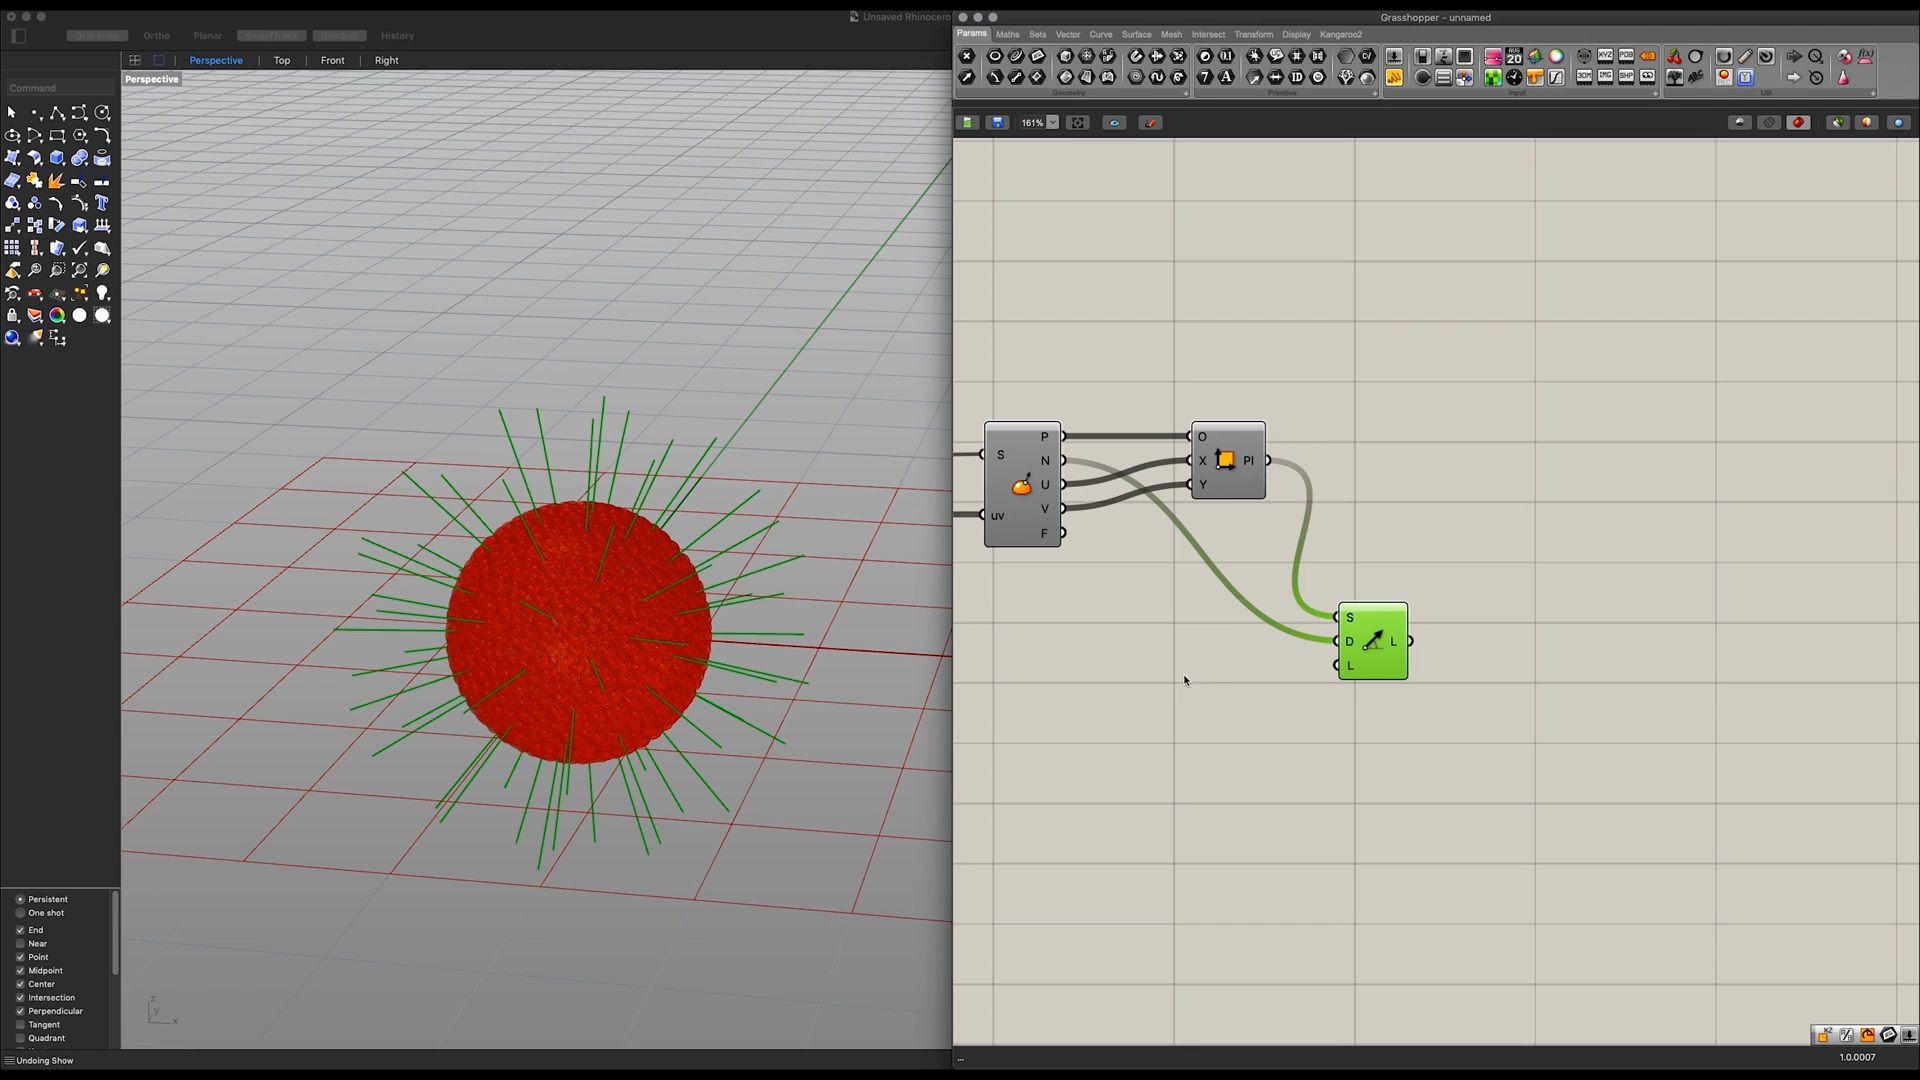 Unsaved Rhinocero
Grasshopper - unnamed
Grid Snap Ortho Planar SmartTrack Gumball History
Params Maths Sets Vector Curve Surface Mesh Intersect Transform Display Kangaroo2
Perspective Top Front Right
Perspective
Command
Geometry Primitive Input Util
161%
P
N
U
V
F
S
uv
O
X
Y
Pl
S
D
L
L
z
y
x
Persistent
One shot
End
Near
Point
Midpoint
Center
Intersection
Perpendicular
Tangent
Quadrant
Undoing Show
...
1.0.0007